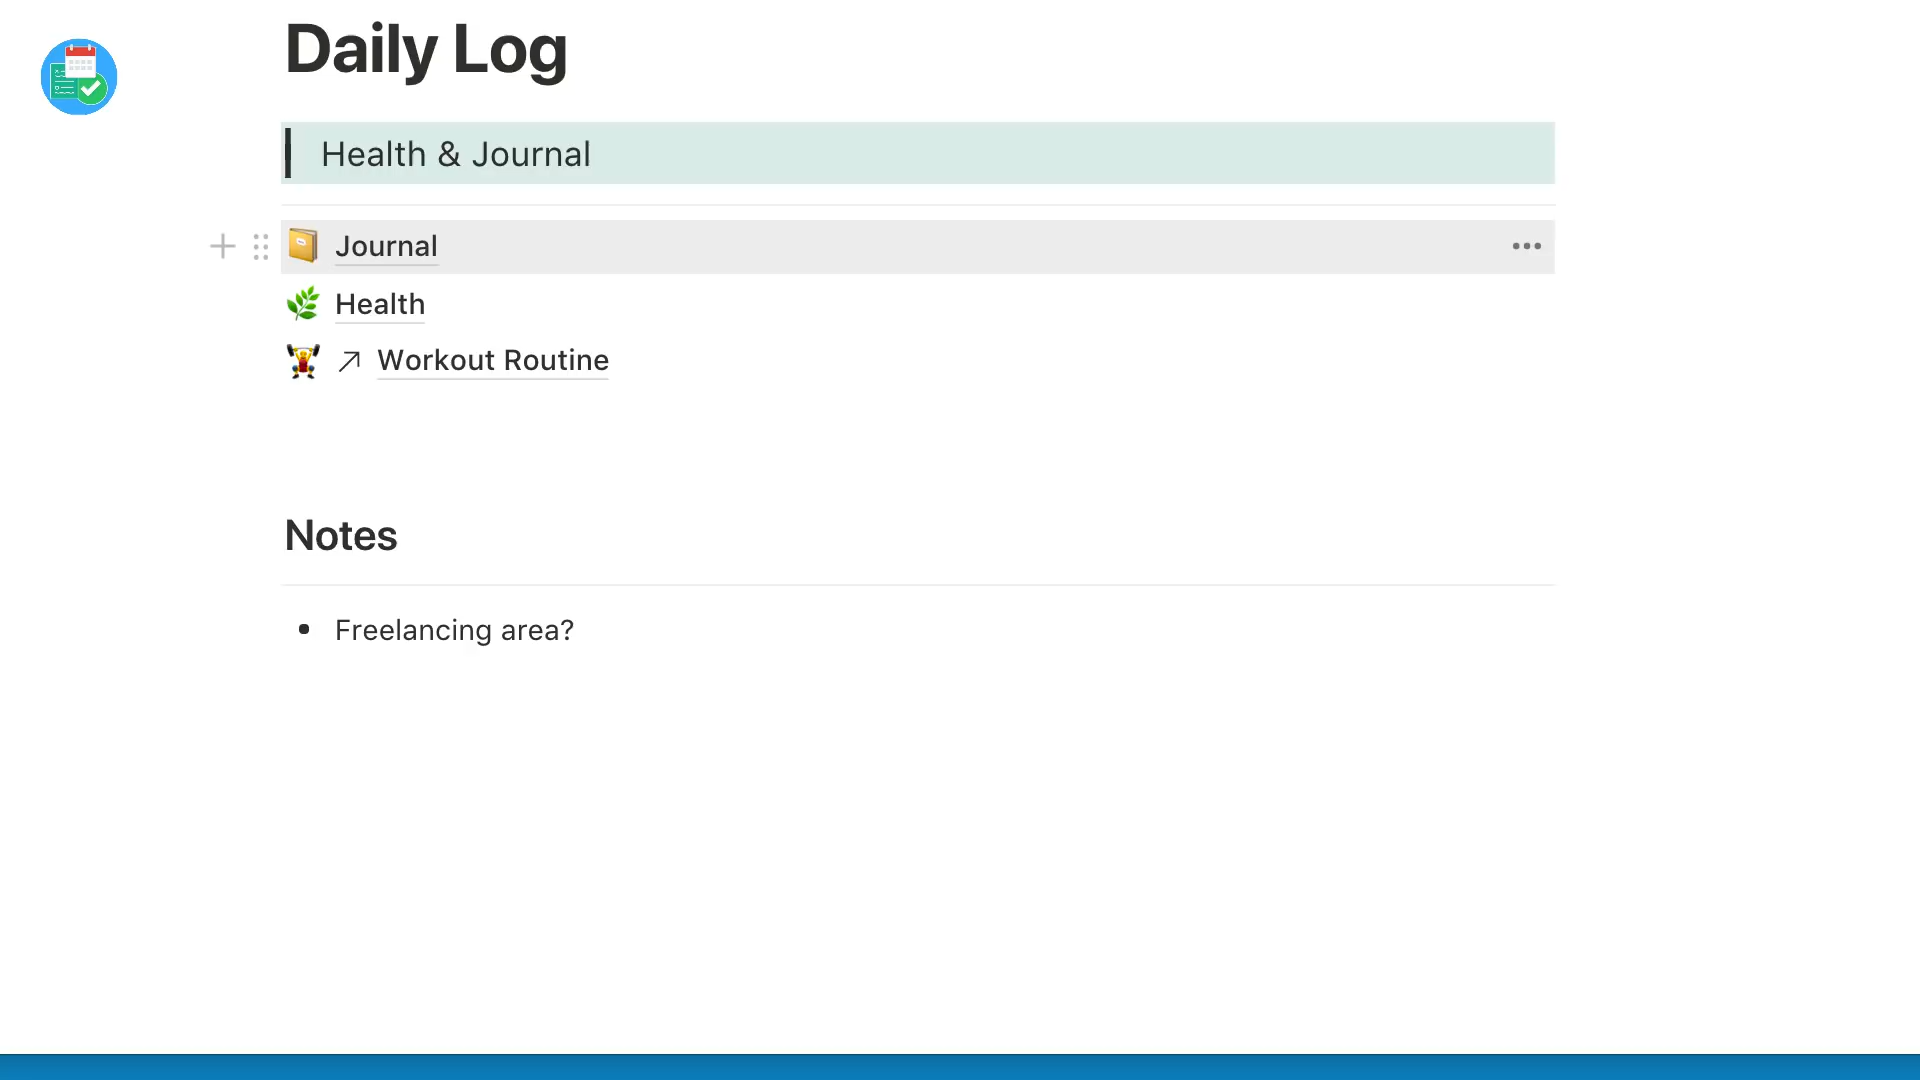 Daily Log
Health & Journal
Journal
Health
Workout Routine
Notes
Freelancing area?